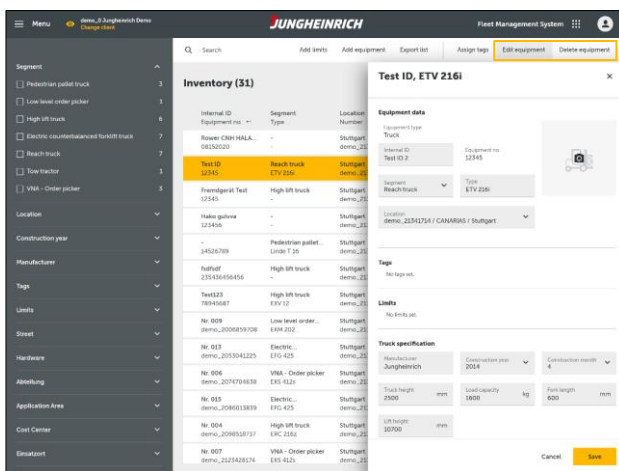 Menu
demo_0 Jungheinrich Demo
Change client
JUNGHEINRICH
Fleet Management System
Search
Add limits
Add equipment
Export list
Assign tags
Edit equipment
Delete equipment
Segment
Pedestrian pallet truck 3
Low level order picker 1
High lift truck 6
Electric counterbalanced forklift truck 7
Reach truck 7
Tow tractor 1
VNA - Order picker 3
Location
Construction year
Manufacturer
Tags
Limits
Street
Hardware
Abteilung
Application Area
Cost Center
Einsatzort
Inventory (31)
Internal ID Segment Location
Equipment no. ← Type Number
- Stuttgart
08152020 - demo_21
Test ID Reach truck Stuttgart
12345 ETV 216i demo_21
Fremdgerät Test High lift truck Stuttgart
12345 - demo_21
Hako - Stuttgart
123456 - demo_21
- Pedestrian pallet... Stuttgart
14526789 Linde T 16 demo_21
fsdfsdf High lift truck Stuttgart
235436456456 - demo_21
Test123 High lift truck Stuttgart
78945687 EXV 12 demo_21
Nr. 009 Low level order... Stuttgart
demo_2006859708 EKM 202 demo_21
Nr. 013 Electric... Stuttgart
demo_2053041225 EFG 425 demo_21
Nr. 006 VNA - Order picker Stuttgart
demo_2074704638 EKS 412s demo_21
Nr. 015 Electric... Stuttgart
demo_2086013839 EFG 425 demo_21
Nr. 004 High lift truck Stuttgart
demo_2098518737 ERC 216z demo_21
Nr. 007 VNA - Order picker Stuttgart
demo_2123428176 EKS 412s demo_21
Test ID, ETV 216i
Equipment data
Equipment type
Truck
Internal ID Equipment no.
Test ID 2 12345
Segment Type
Reach truck ETV 216i
Location
demo_21341714 / CANARIAS / Stuttgart
Tags
No tags set.
Limits
No limits set.
Truck specification
Manufacturer Construction year Construction month
Jungheinrich 2014 4
Truck height Load capacity Fork length
2500 mm 1600 kg 600 mm
Lift height
10700 mm
Cancel
Save